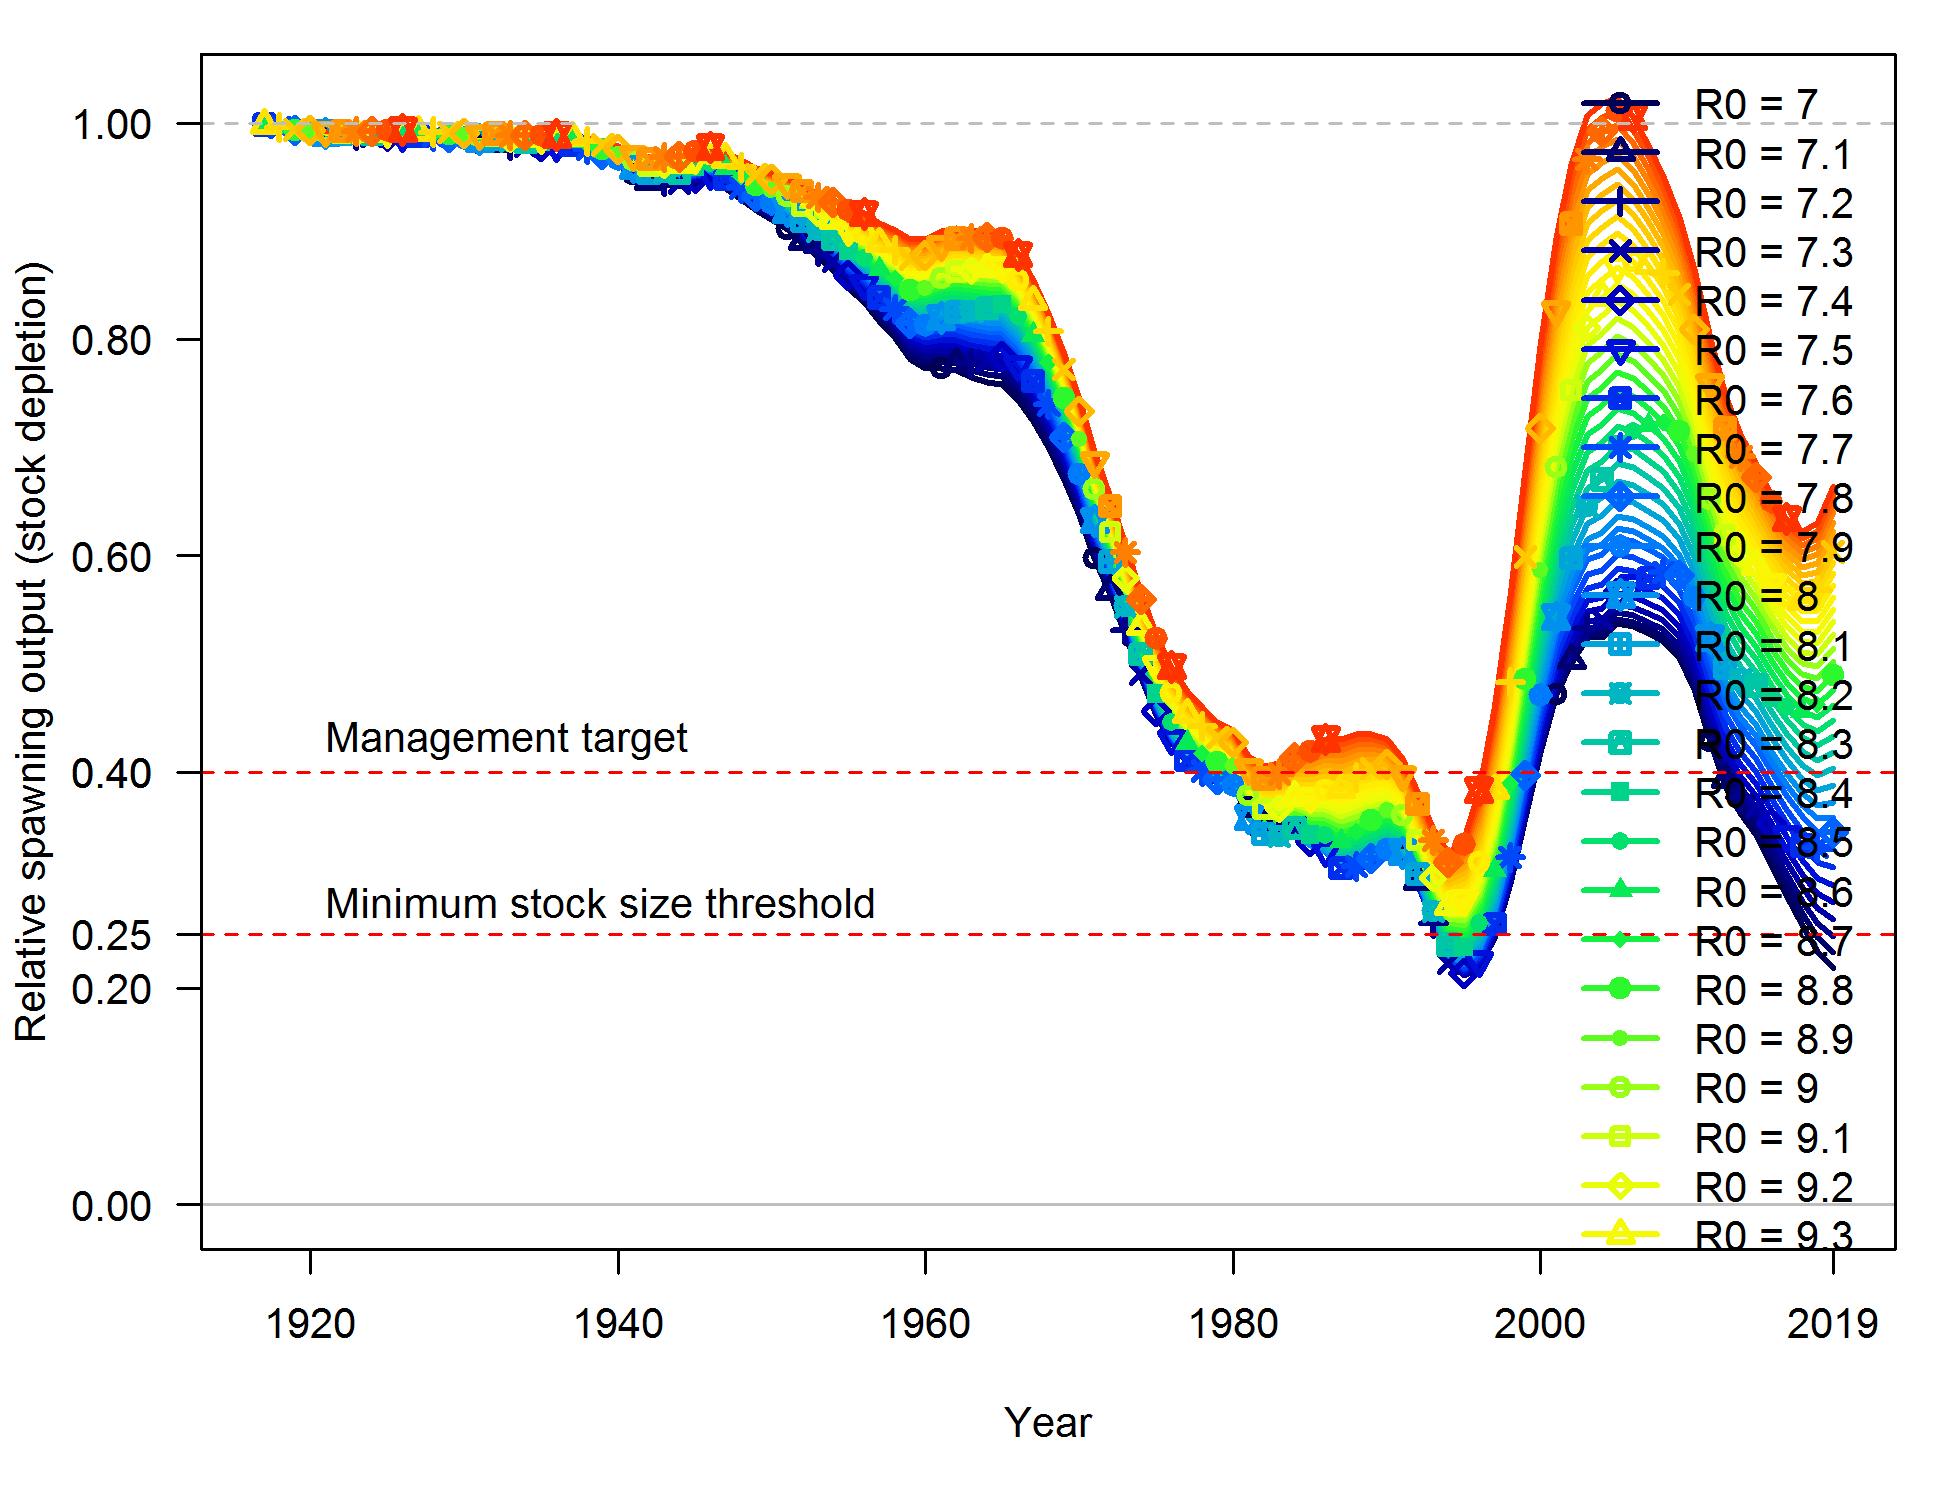 Relative spawning output (stock depletion)
1.00
0.80
0.60
0.40
0.25
0.20
0.00
Management target
Minimum stock size threshold
R0 = 7
R0 = 7.1
R0 = 7.2
R0 = 7.3
R0 = 7.4
R0 = 7.5
R0 = 7.6
R0 = 7.7
R0 = 7.8
R0 = 7.9
R0 = 8
R0 = 8.1
R0 = 8.2
R0 = 8.3
R0 = 8.4
R0 = 8.5
R0 = 8.6
R0 = 8.7
R0 = 8.8
R0 = 8.9
R0 = 9
R0 = 9.1
R0 = 9.2
R0 = 9.3
1920 1940 1960 1980 2000 2019
Year